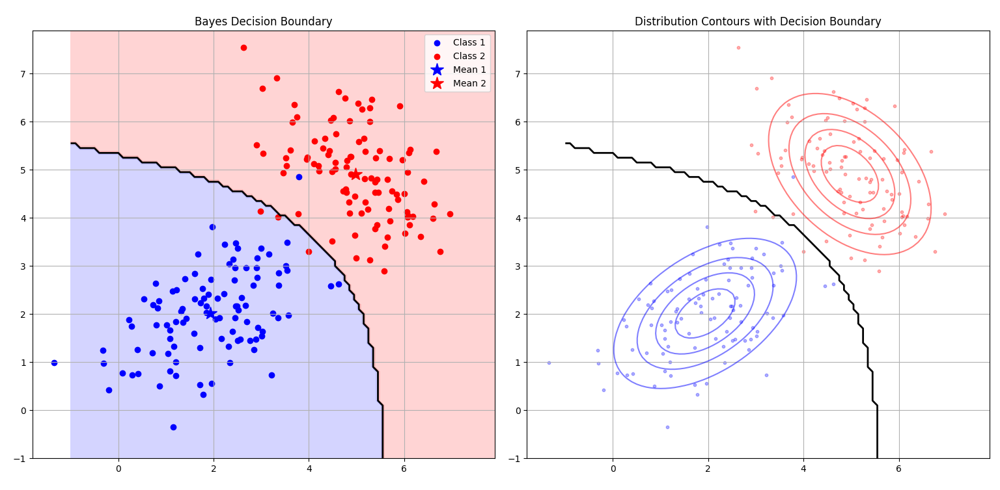 Bayes Decision Boundary
Class 1
Class 2
Mean 1
Mean 2
7
6
5
4
3
2
1
0
−1
0 2 4 6
Distribution Contours with Decision Boundary
7
6
5
4
3
2
1
0
−1
0 2 4 6